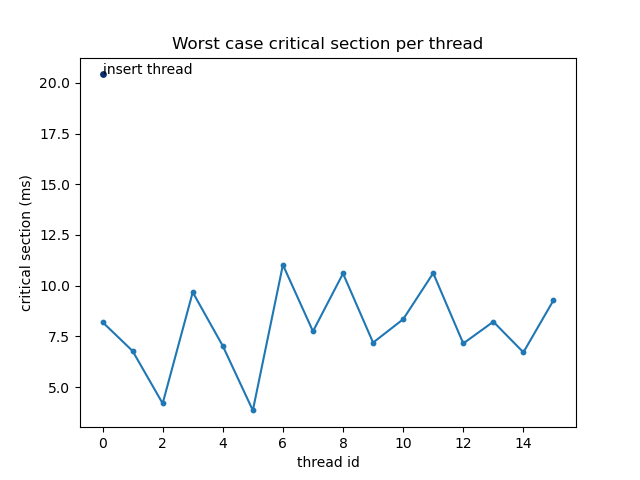 Worst case critical section per thread
insert thread
20.0
17.5
15.0
12.5
10.0
7.5
5.0
critical section (ms)
0 2 4 6 8 10 12 14
thread id